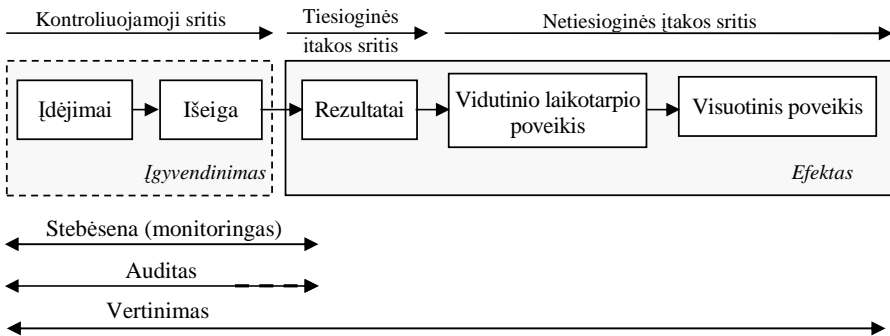 Kontroliuojamoji sritis
Tiesioginės
įtakos sritis
Netiesioginės įtakos sritis
Įdėjimai
Išeiga
Rezultatai
Vidutinio laikotarpio
poveikis
Visuotinis poveikis
Įgyvendinimas
Efektas
Stebėsena (monitoringas)
Auditas
Vertinimas